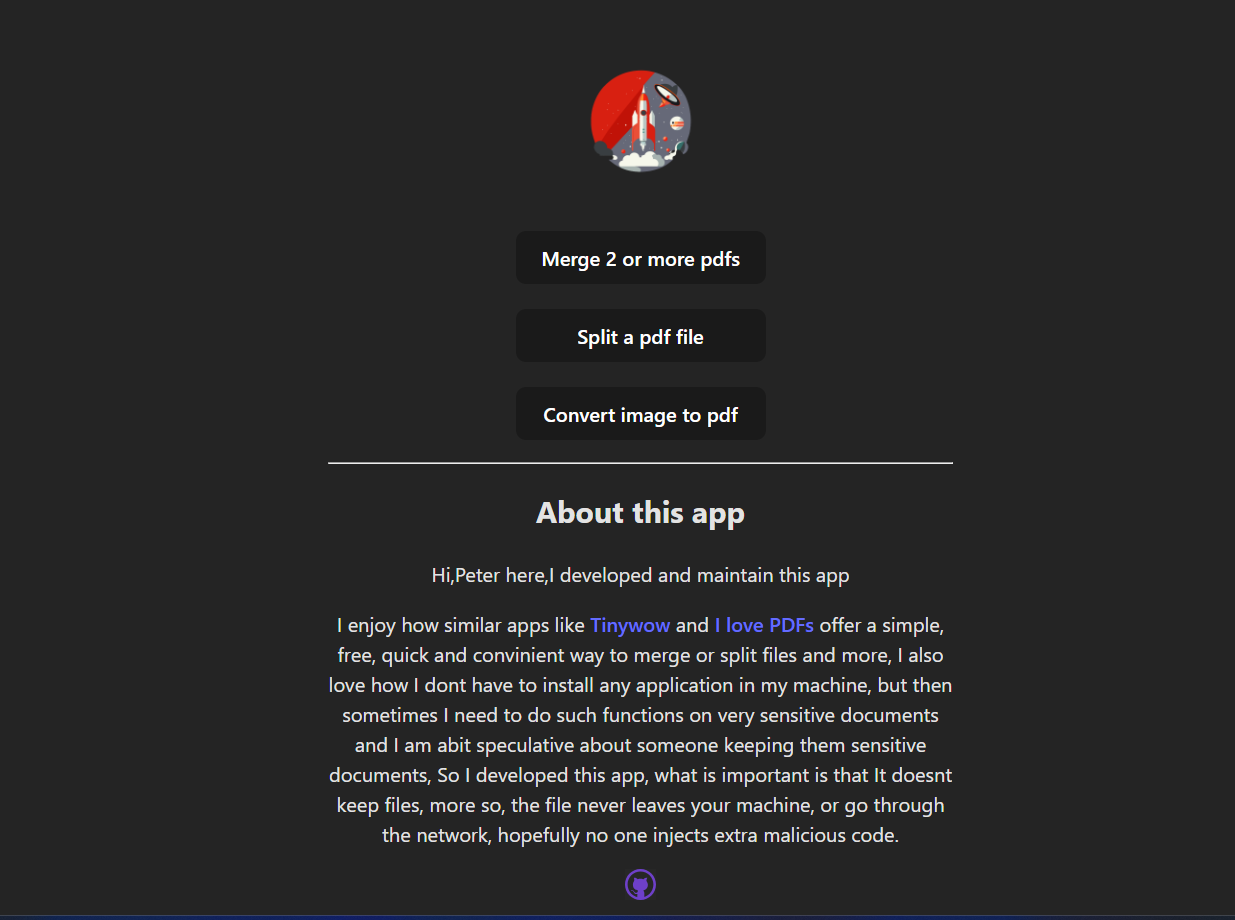 Merge 2 or more pdfs
Split a pdf file
Convert image to pdf
About this app
Hi,Peter here,I developed and maintain this app
I enjoy how similar apps like Tinywow and I love PDFs offer a simple,
free, quick and convinient way to merge or split files and more, I also
love how I dont have to install any application in my machine, but then
sometimes I need to do such functions on very sensitive documents
and I am abit speculative about someone keeping them sensitive
documents, So I developed this app, what is important is that It doesnt
keep files, more so, the file never leaves your machine, or go through
the network, hopefully no one injects extra malicious code.